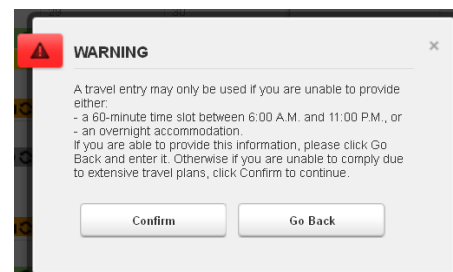 WARNING
×
A travel entry may only be used if you are unable to provide
either:
- a 60-minute time slot between 6:00 A.M. and 11:00 P.M., or
- an overnight accommodation.
If you are able to provide this information, please click Go
Back and enter it. Otherwise if you are unable to comply due
to extensive travel plans, click Confirm to continue.
Confirm Go Back